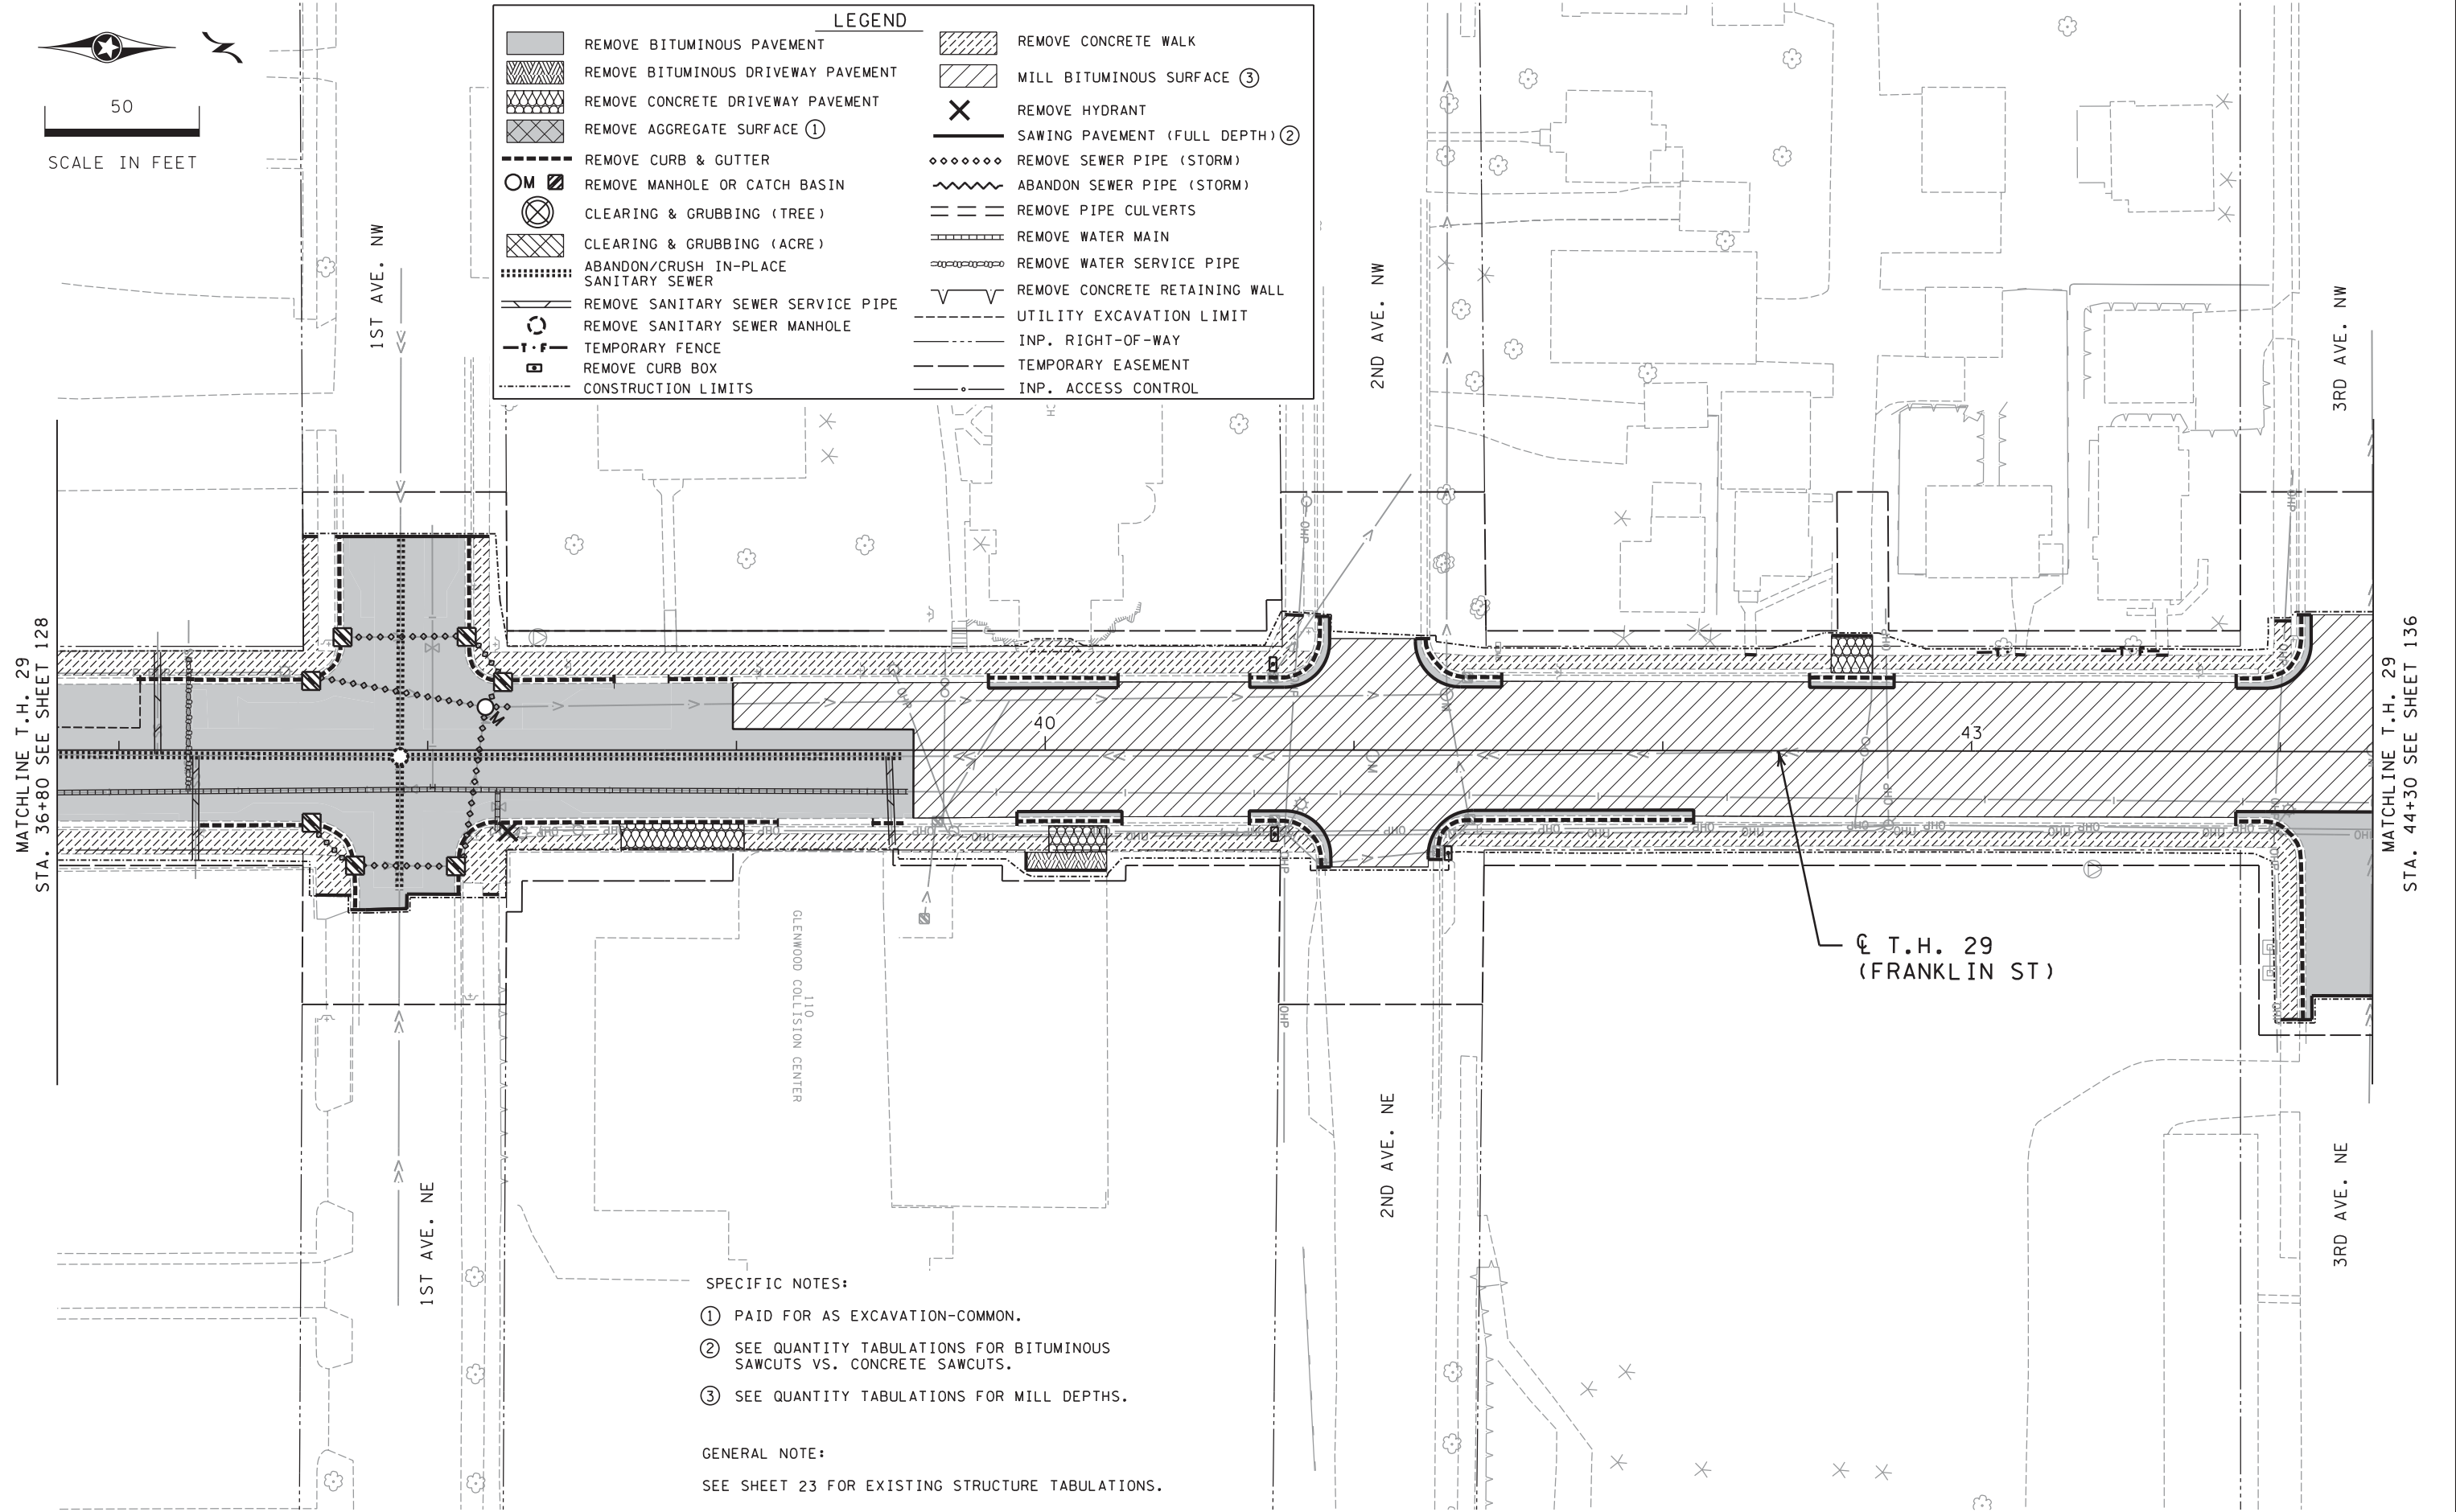 LEGEND
REMOVE BITUMINOUS PAVEMENT
REMOVE BITUMINOUS DRIVEWAY PAVEMENT
REMOVE CONCRETE DRIVEWAY PAVEMENT
REMOVE AGGREGATE SURFACE ①
REMOVE CURB & GUTTER
M REMOVE MANHOLE OR CATCH BASIN
CLEARING & GRUBBING (TREE)
CLEARING & GRUBBING (ACRE)
ABANDON/CRUSH IN-PLACE
SANITARY SEWER
REMOVE SANITARY SEWER SERVICE PIPE
REMOVE SANITARY SEWER MANHOLE
T·F TEMPORARY FENCE
REMOVE CURB BOX
CONSTRUCTION LIMITS
REMOVE CONCRETE WALK
MILL BITUMINOUS SURFACE ③
REMOVE HYDRANT
SAWING PAVEMENT (FULL DEPTH) ②
REMOVE SEWER PIPE (STORM)
ABANDON SEWER PIPE (STORM)
REMOVE PIPE CULVERTS
REMOVE WATER MAIN
REMOVE WATER SERVICE PIPE
REMOVE CONCRETE RETAINING WALL
UTILITY EXCAVATION LIMIT
INP. RIGHT-OF-WAY
TEMPORARY EASEMENT
INP. ACCESS CONTROL
50
SCALE IN FEET
1ST AVE. NW
2ND AVE. NW
3RD AVE. NW
MATCHLINE T.H. 29
STA. 36+80 SEE SHEET 128
M
40
43
T·F
T·F
MATCHLINE T.H. 29
STA. 44+30 SEE SHEET 136
℄ T.H. 29
(FRANKLIN ST)
110
GLENWOOD COLLISION CENTER
1ST AVE. NE
2ND AVE. NE
3RD AVE. NE
SPECIFIC NOTES:
① PAID FOR AS EXCAVATION-COMMON.
② SEE QUANTITY TABULATIONS FOR BITUMINOUS
SAWCUTS VS. CONCRETE SAWCUTS.
③ SEE QUANTITY TABULATIONS FOR MILL DEPTHS.
GENERAL NOTE:
SEE SHEET 23 FOR EXISTING STRUCTURE TABULATIONS.